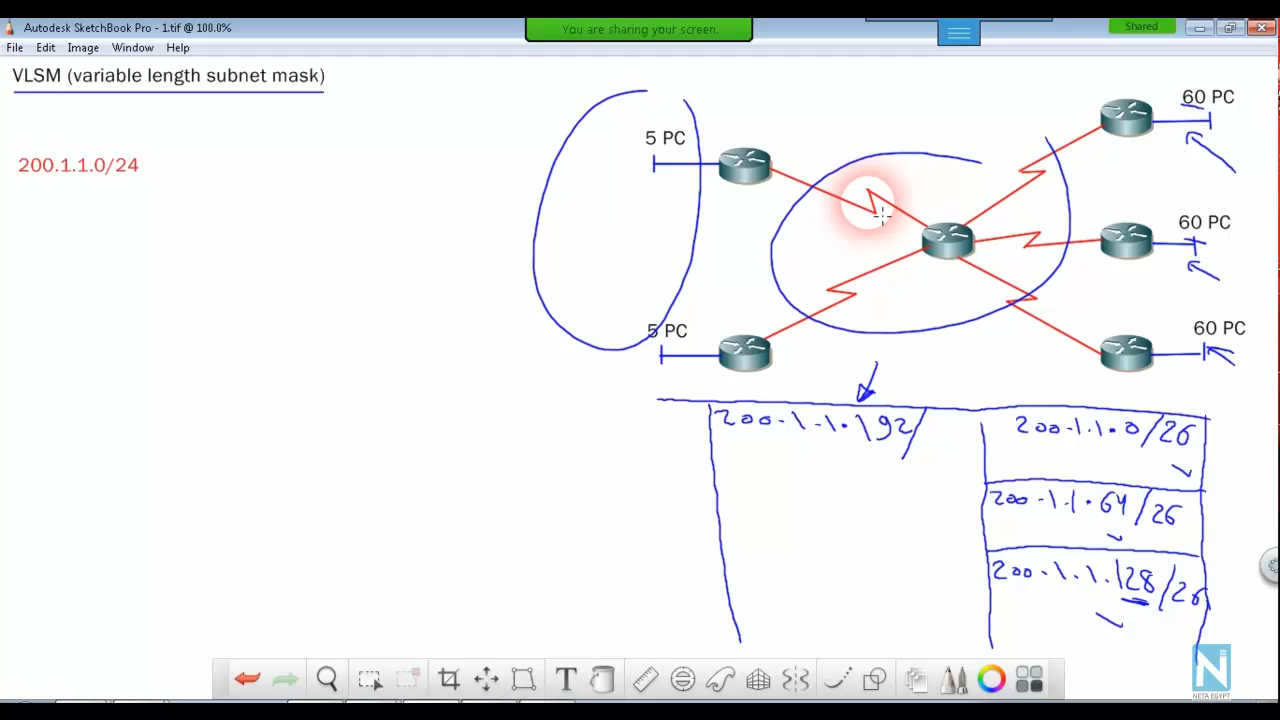 Autodesk SketchBook Pro - 1.tif @ 100.0%
You are sharing your screen.
Shared
File Edit Image Window Help
VLSM (variable length subnet mask)
200.1.1.0/24
60 PC
5 PC
60 PC
5 PC
60 PC
200.1.1.192/
200.1.1.0/26
200.1.1.64/26
200.1.1.128/26
T
N
NETA EGYPT